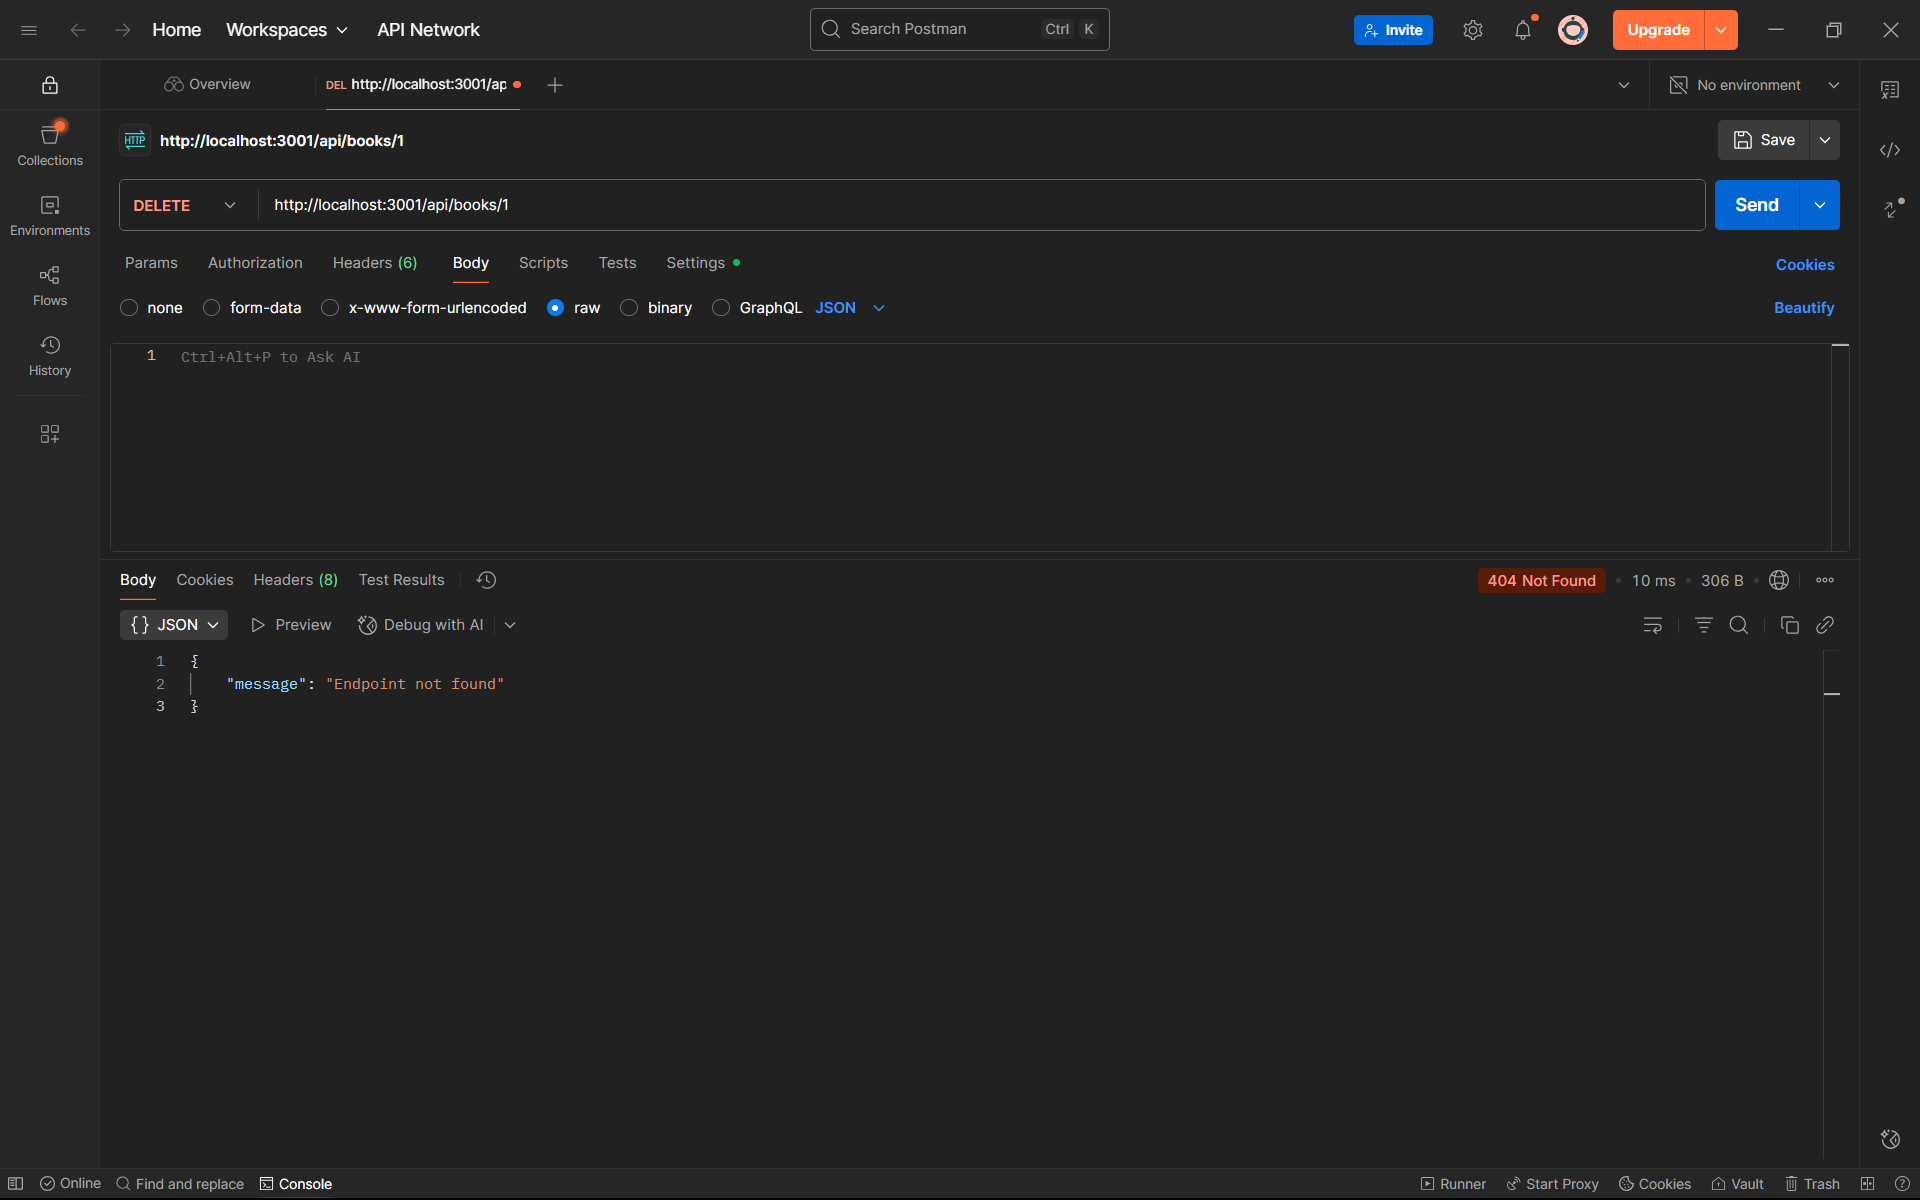 Home Workspaces API Network Search Postman Ctrl K Invite Upgrade
Overview DEL http://localhost:3001/ap No environment
HTTP http://localhost:3001/api/books/1 Save
Collections
DELETE http://localhost:3001/api/books/1 Send
Environments
Params Authorization Headers (6) Body Scripts Tests Settings Cookies
Flows
none form-data x-www-form-urlencoded raw binary GraphQL JSON Beautify
1 Ctrl+Alt+P to Ask AI
History
Body Cookies Headers (8) Test Results 404 Not Found 10 ms 306 B
{} JSON Preview Debug with AI
1 {
2 "message": "Endpoint not found"
3 }
Online Find and replace Console Runner Start Proxy Cookies Vault Trash